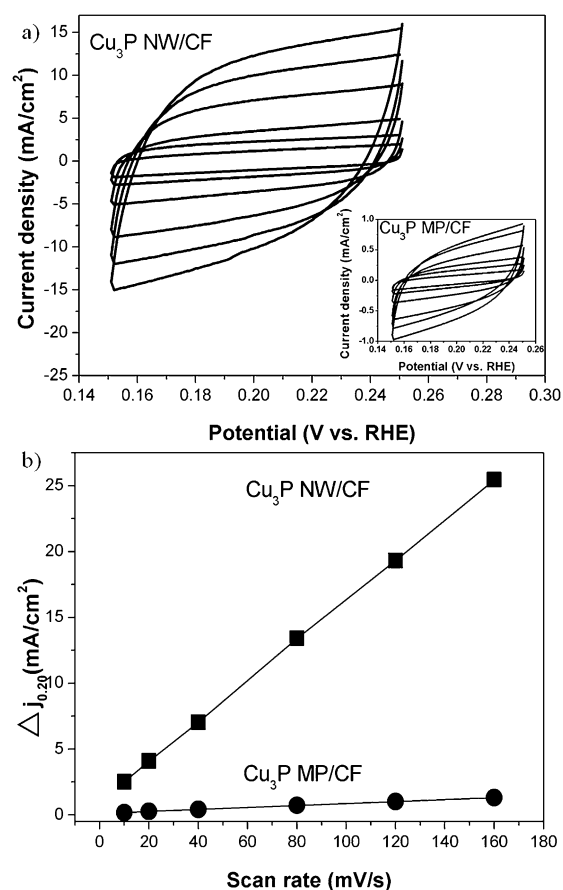 a)
Cu3P NW/CF
15
10
5
0
-5
-10
-15
-20
-25
Current density (mA/cm2)
0.14 0.16 0.18 0.20 0.22 0.24 0.26 0.28 0.30
Potential (V vs. RHE)
Cu3P MP/CF
1.0
0.5
0.0
-0.5
-1.0
Current density (mA/cm2)
0.14 0.16 0.18 0.20 0.22 0.24 0.26
Potential (V vs. RHE)
b)
Cu3P NW/CF
25
20
15
10
5
0
△ j0.20(mA/cm2)
Cu3P MP/CF
0 20 40 60 80 100 120 140 160 180
Scan rate (mV/s)